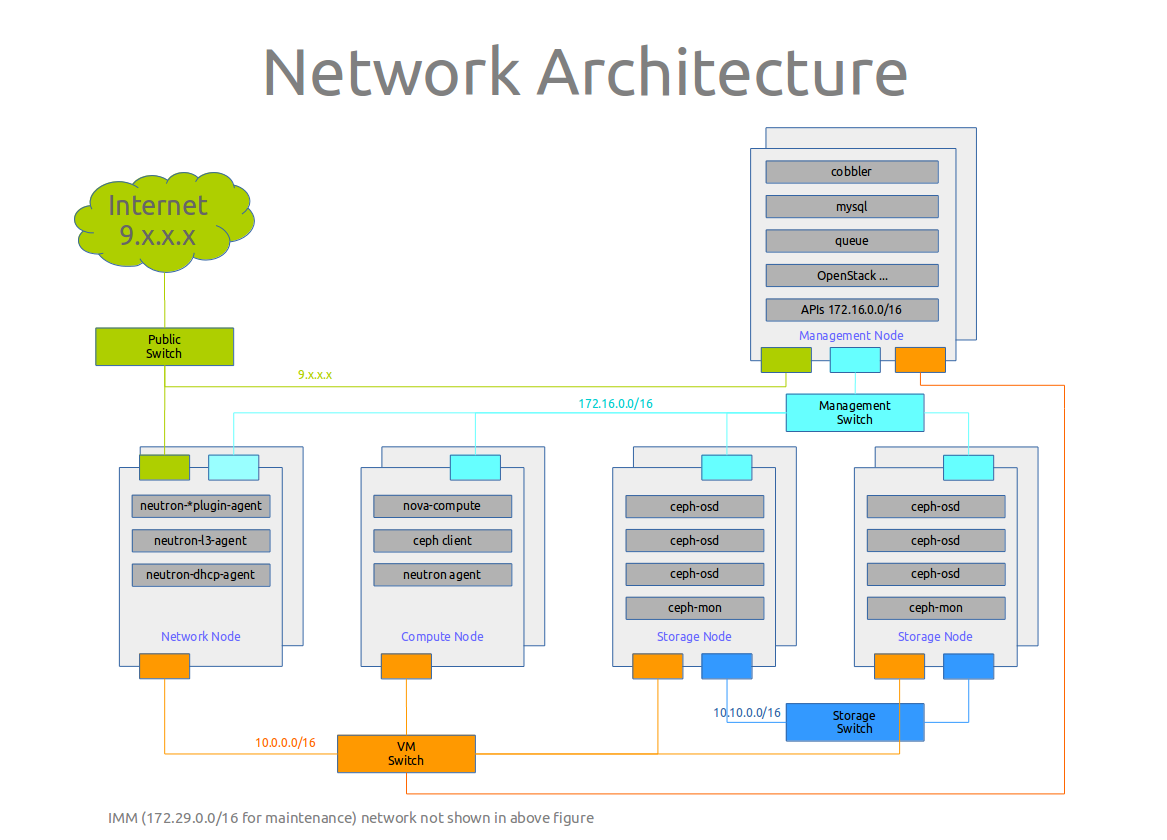 Network Architecture
Internet
9.x.x.x
cobbler
mysql
queue
OpenStack ...
APIs 172.16.0.0/16
Management Node
Public
Switch
9.x.x.x
172.16.0.0/16
Management
Switch
neutron-*plugin-agent
neutron-l3-agent
neutron-dhcp-agent
Network Node
nova-compute
ceph client
neutron agent
Compute Node
ceph-osd
ceph-osd
ceph-osd
ceph-mon
Storage Node
ceph-osd
ceph-osd
ceph-osd
ceph-mon
Storage Node
10.10.0.0/16
Storage
Switch
10.0.0.0/16
VM
Switch
IMM (172.29.0.0/16 for maintenance) network not shown in above figure